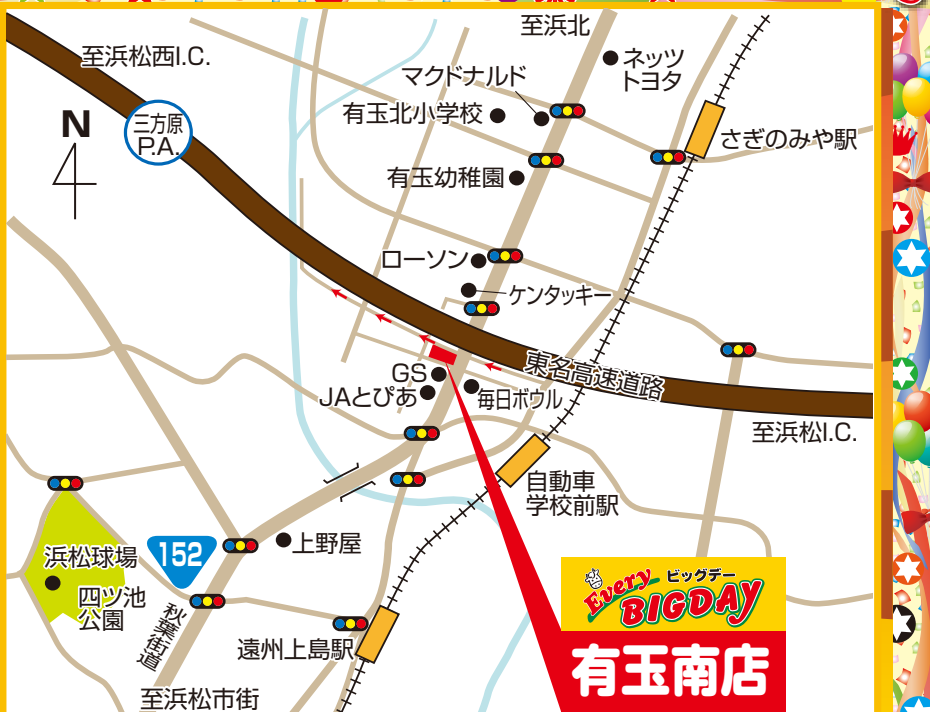 至浜北
至浜松西I.C.
ネッツ
トヨタ
マクドナルド
有玉北小学校
N
三方原
P.A.
さぎのみや駅
有玉幼稚園
ローソン
ケンタッキー
東名高速道路
GS
JAとぴあ
毎日ボウル
至浜松I.C.
自動車
学校前駅
上野屋
152
浜松球場
四ツ池
公園
秋葉街道
遠州上島駅
至浜松市街
Every ビッグデー
BIGDAY
有玉南店